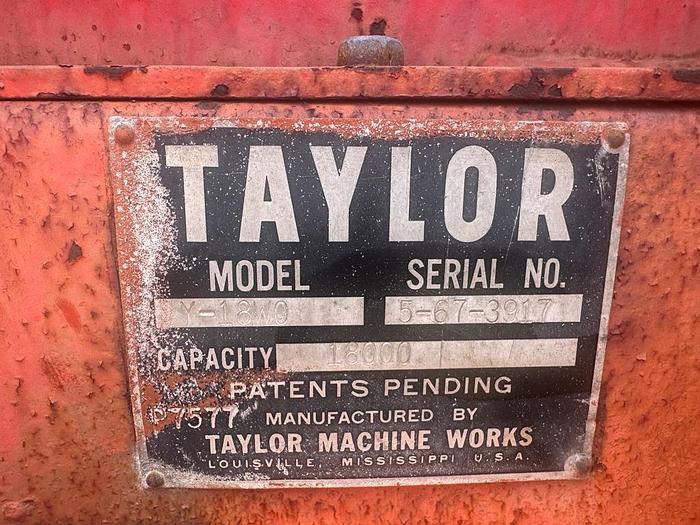 TAYLOR
MODEL SERIAL NO.
Y-18WO 5-67-3917
CAPACITY 18000
PATENTS PENDING
P7577 MANUFACTURED BY
TAYLOR MACHINE WORKS
LOUISVILLE, MISSISSIPPI U.S.A.